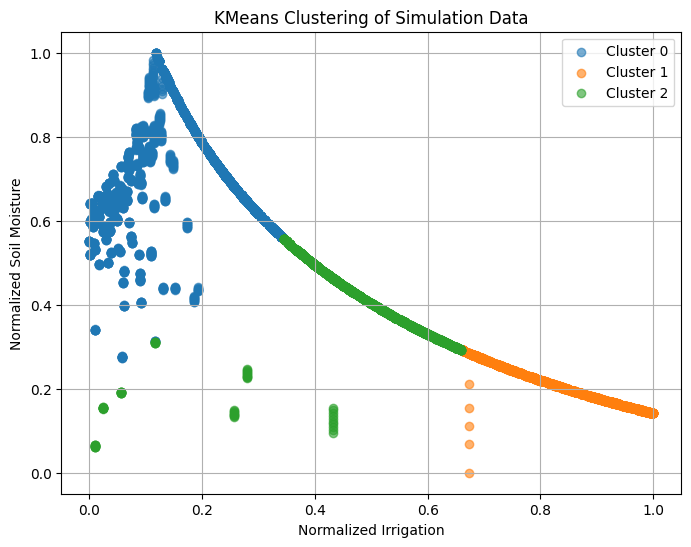 KMeans Clustering of Simulation Data
Cluster 0
Cluster 1
Cluster 2
Normalized Soil Moisture
1.0
0.8
0.6
0.4
0.2
0.0
0.0 0.2 0.4 0.6 0.8 1.0
Normalized Irrigation